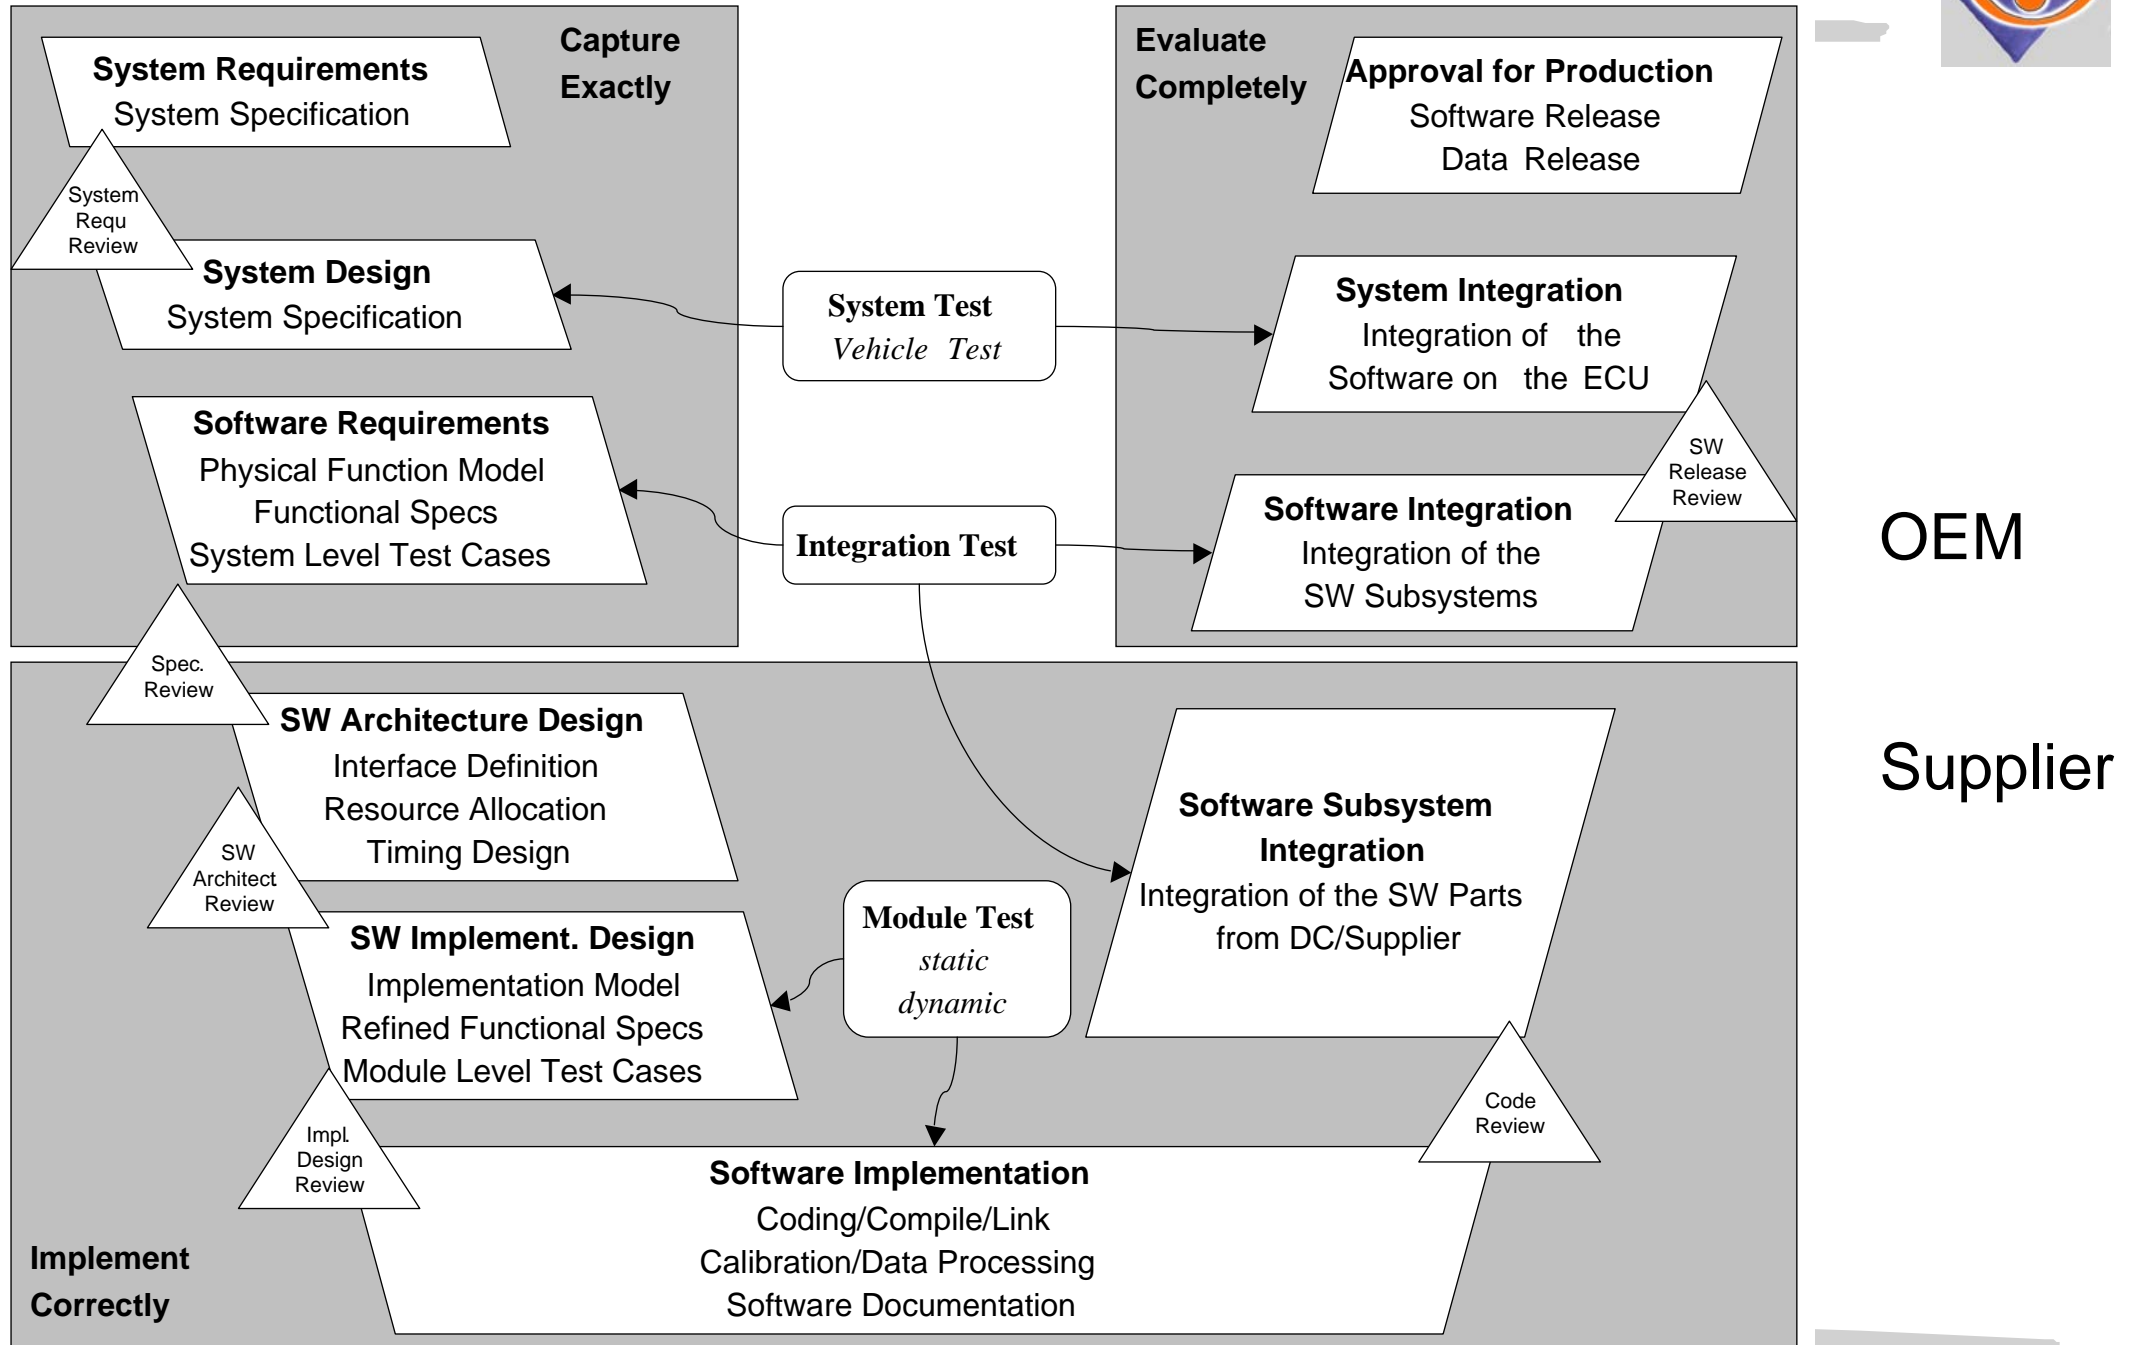 Capture
Exactly
System Requirements
System Specification
System
Requ
Review
System Design
System Specification
Software Requirements
Physical Function Model
Functional Specs
System Level Test Cases
System Test
Vehicle Test
Integration Test
Evaluate
Completely
Approval for Production
Software Release
Data Release
System Integration
Integration of the
Software on the ECU
SW
Release
Review
Software Integration
Integration of the
SW Subsystems
OEM
Spec.
Review
SW Architecture Design
Interface Definition
Resource Allocation
Timing Design
SW
Architect.
Review
SW Implement. Design
Implementation Model
Refined Functional Specs
Module Level Test Cases
Module Test
static
dynamic
Software Subsystem
Integration
Integration of the SW Parts
from DC/Supplier
Supplier
Impl.
Design
Review
Code
Review
Software Implementation
Coding/Compile/Link
Calibration/Data Processing
Software Documentation
Implement
Correctly